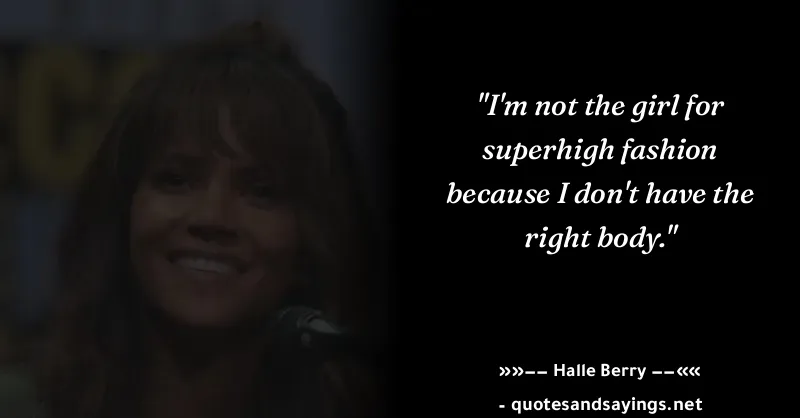 "I'm not the girl for
superhigh fashion
because I don't have the
right body."
»»–– Halle Berry ––««
- quotesandsayings.net